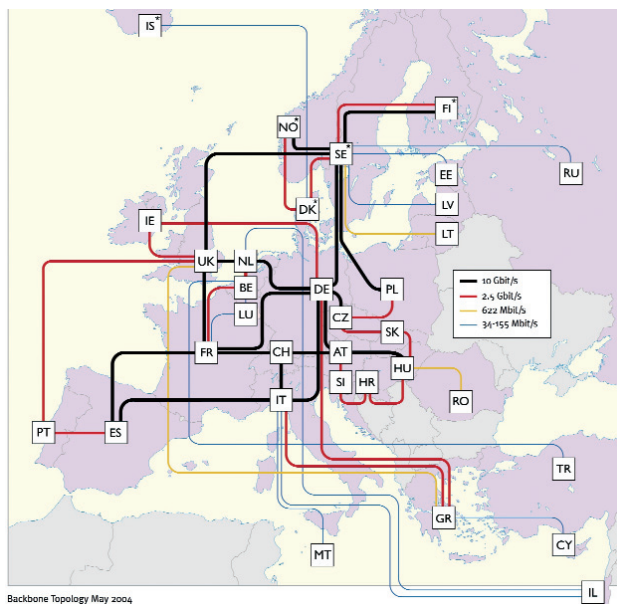 IS*
NO*
FI*
SE*
EE
RU
DK*
LV
IE
LT
UK
NL
BE
DE
PL
LU
CZ
SK
FR
CH
AT
HU
SI
HR
IT
RO
PT
ES
TR
GR
MT
CY
IL
10 Gbit/s
2.5 Gbit/s
622 Mbil/s
34-155 Mbit/s
Backbone Topology May 2004